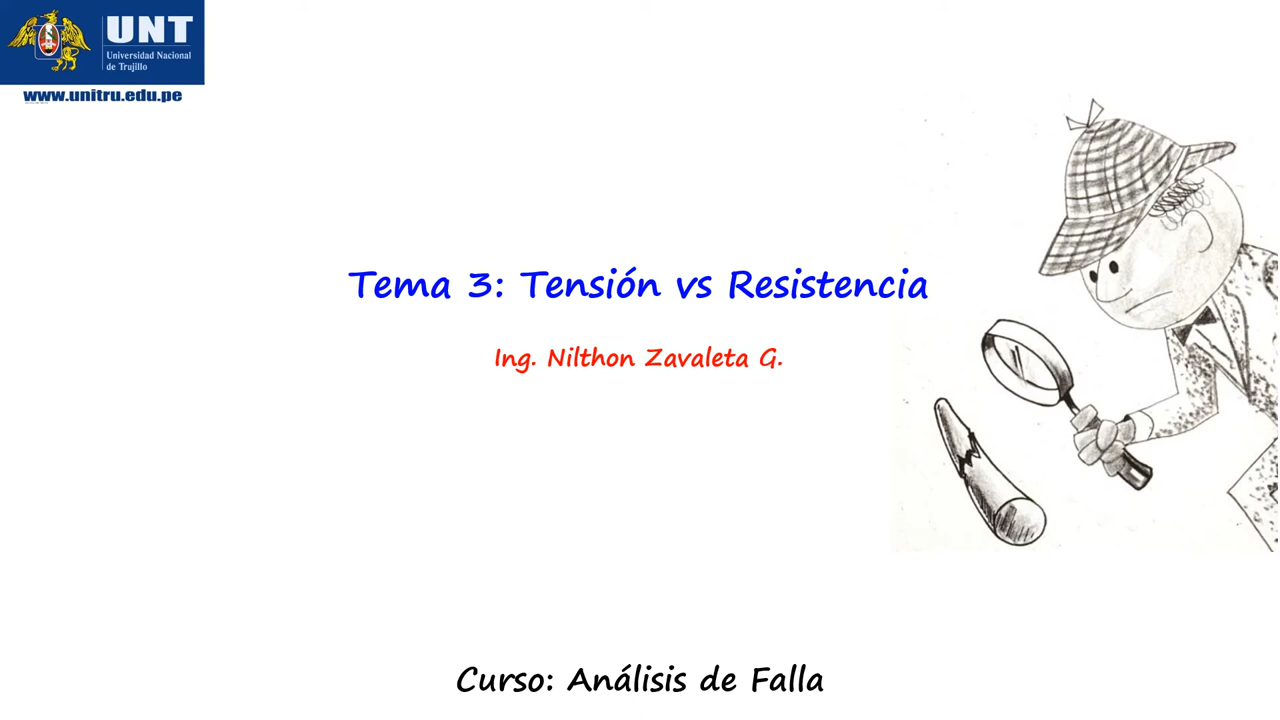 UNT
Universidad Nacional
de Trujillo
www.unitru.edu.pe
Tema 3: Tensión vs Resistencia
Ing. Nilthon Zavaleta G.
Curso: Análisis de Falla